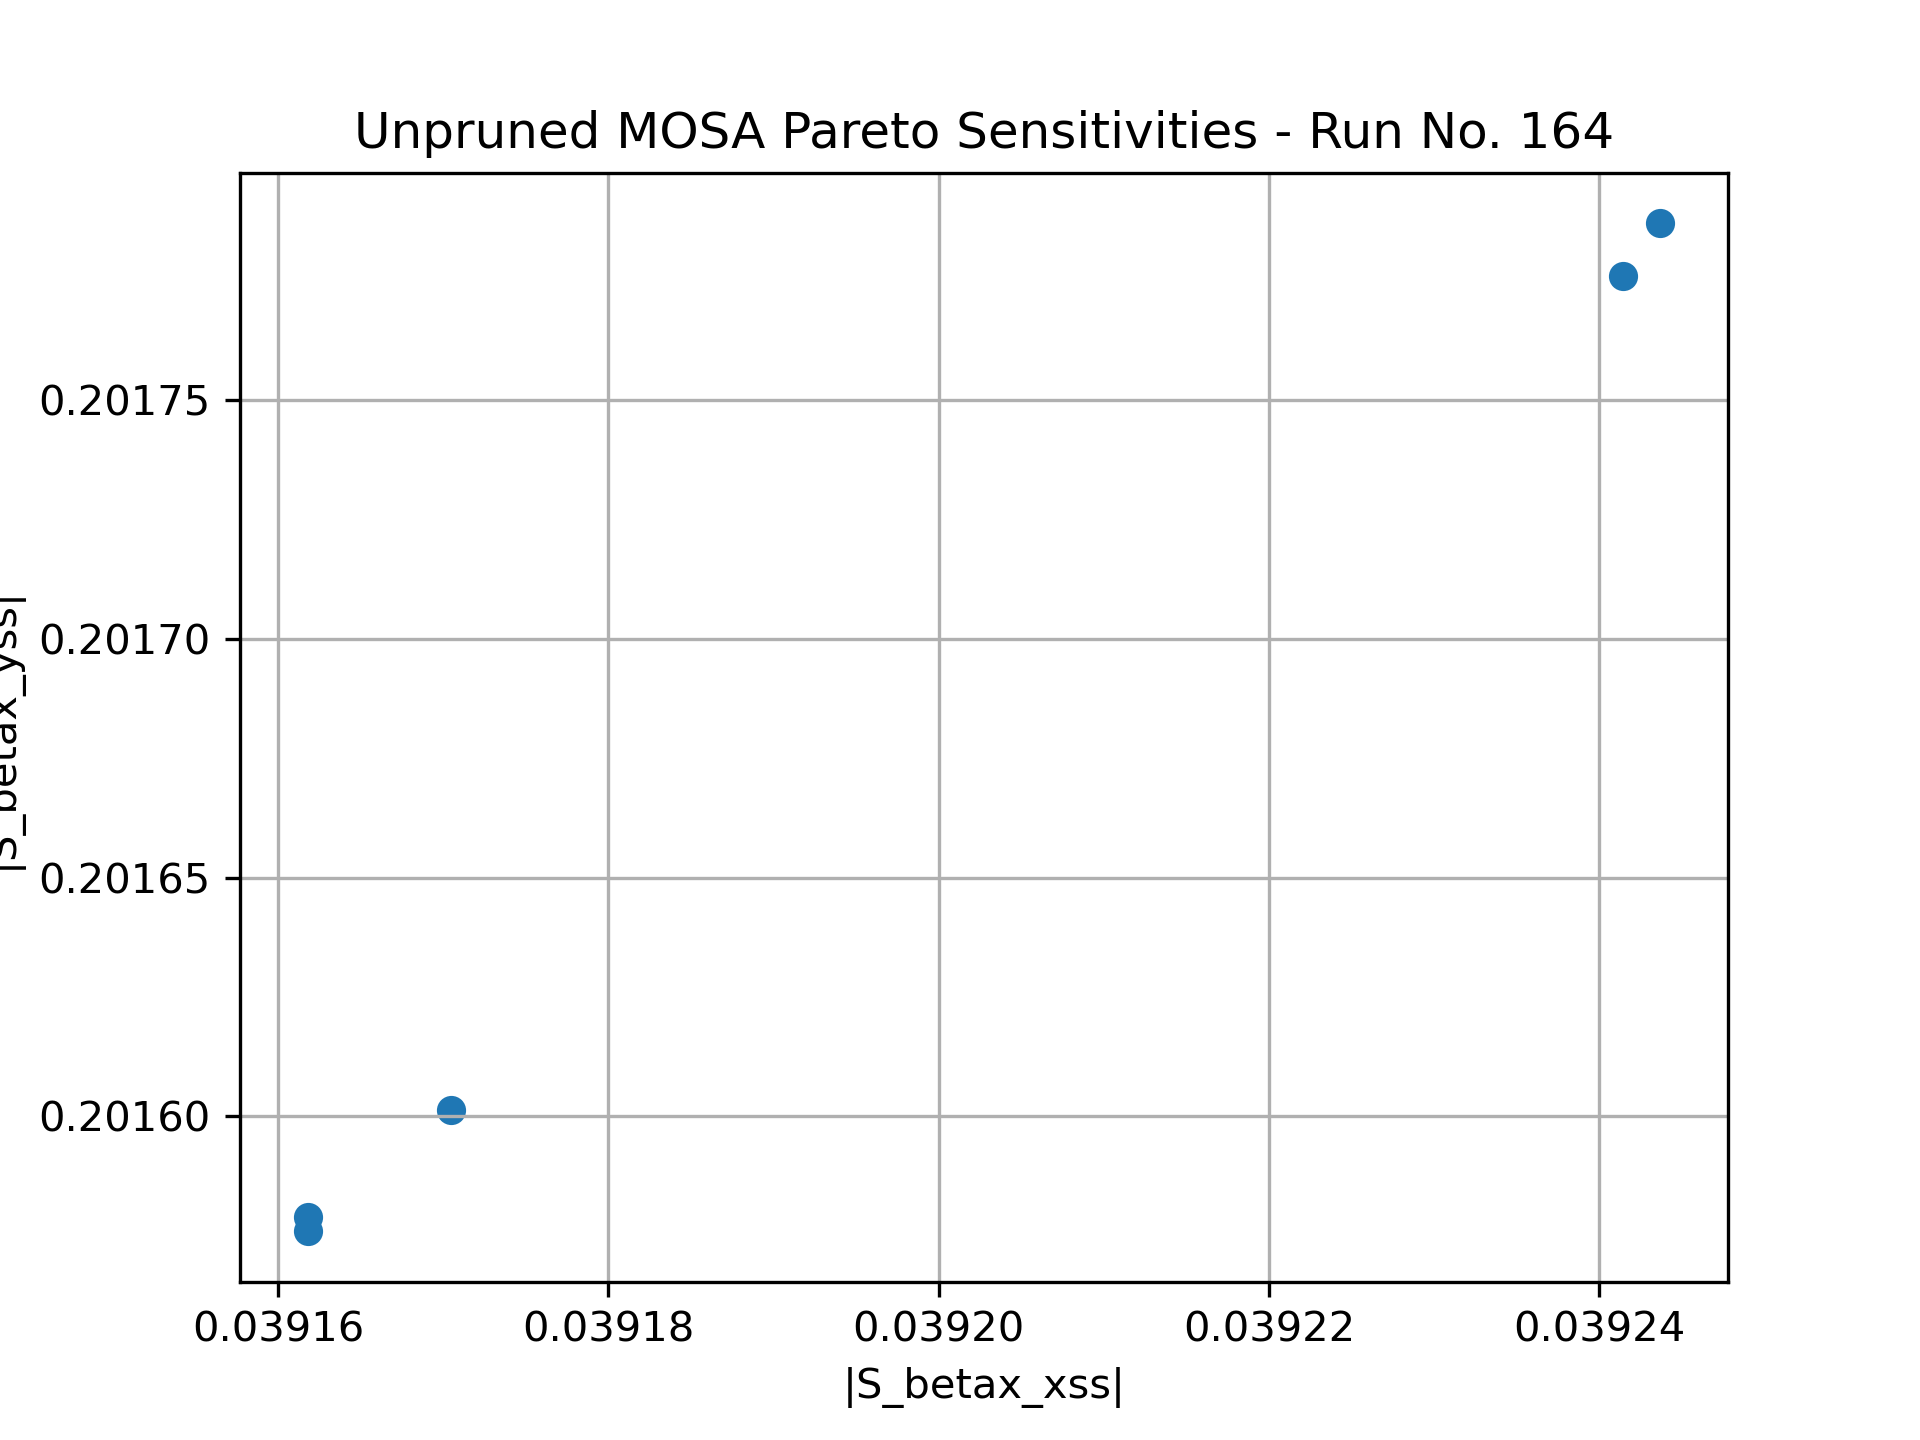 Unpruned MOSA Pareto Sensitivities - Run No. 164
|S_betax_yss|
0.20175
0.20170
0.20165
0.20160
0.03916 0.03918 0.03920 0.03922 0.03924
|S_betax_xss|